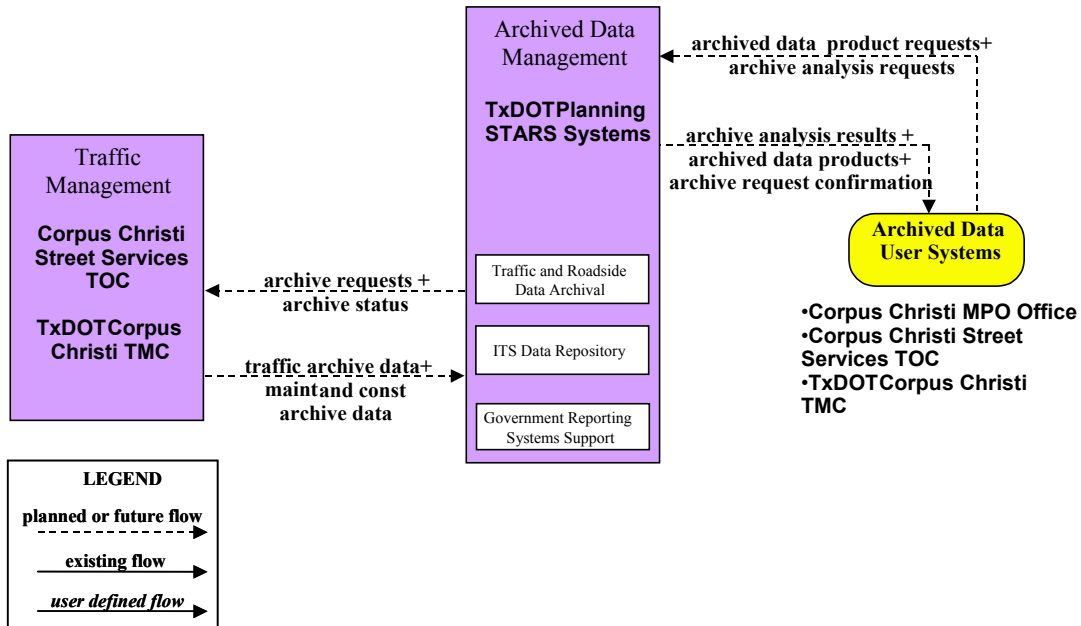 Archived Data
Management
TxDOTPlanning
STARS Systems
Traffic and Roadside
Data Archival
ITS Data Repository
Government Reporting
Systems Support
Traffic
Management
Corpus Christi
Street Services
TOC
TxDOTCorpus
Christi TMC
archived data product requests+
archive analysis requests
archive analysis results +
archived data products+
archive request confirmation
archive requests +
archive status
traffic archive data+
maintand const
archive data
Archived Data
User Systems
•Corpus Christi MPO Office
•Corpus Christi Street
Services TOC
•TxDOTCorpus Christi
TMC
LEGEND
planned or future flow
existing flow
user defined flow